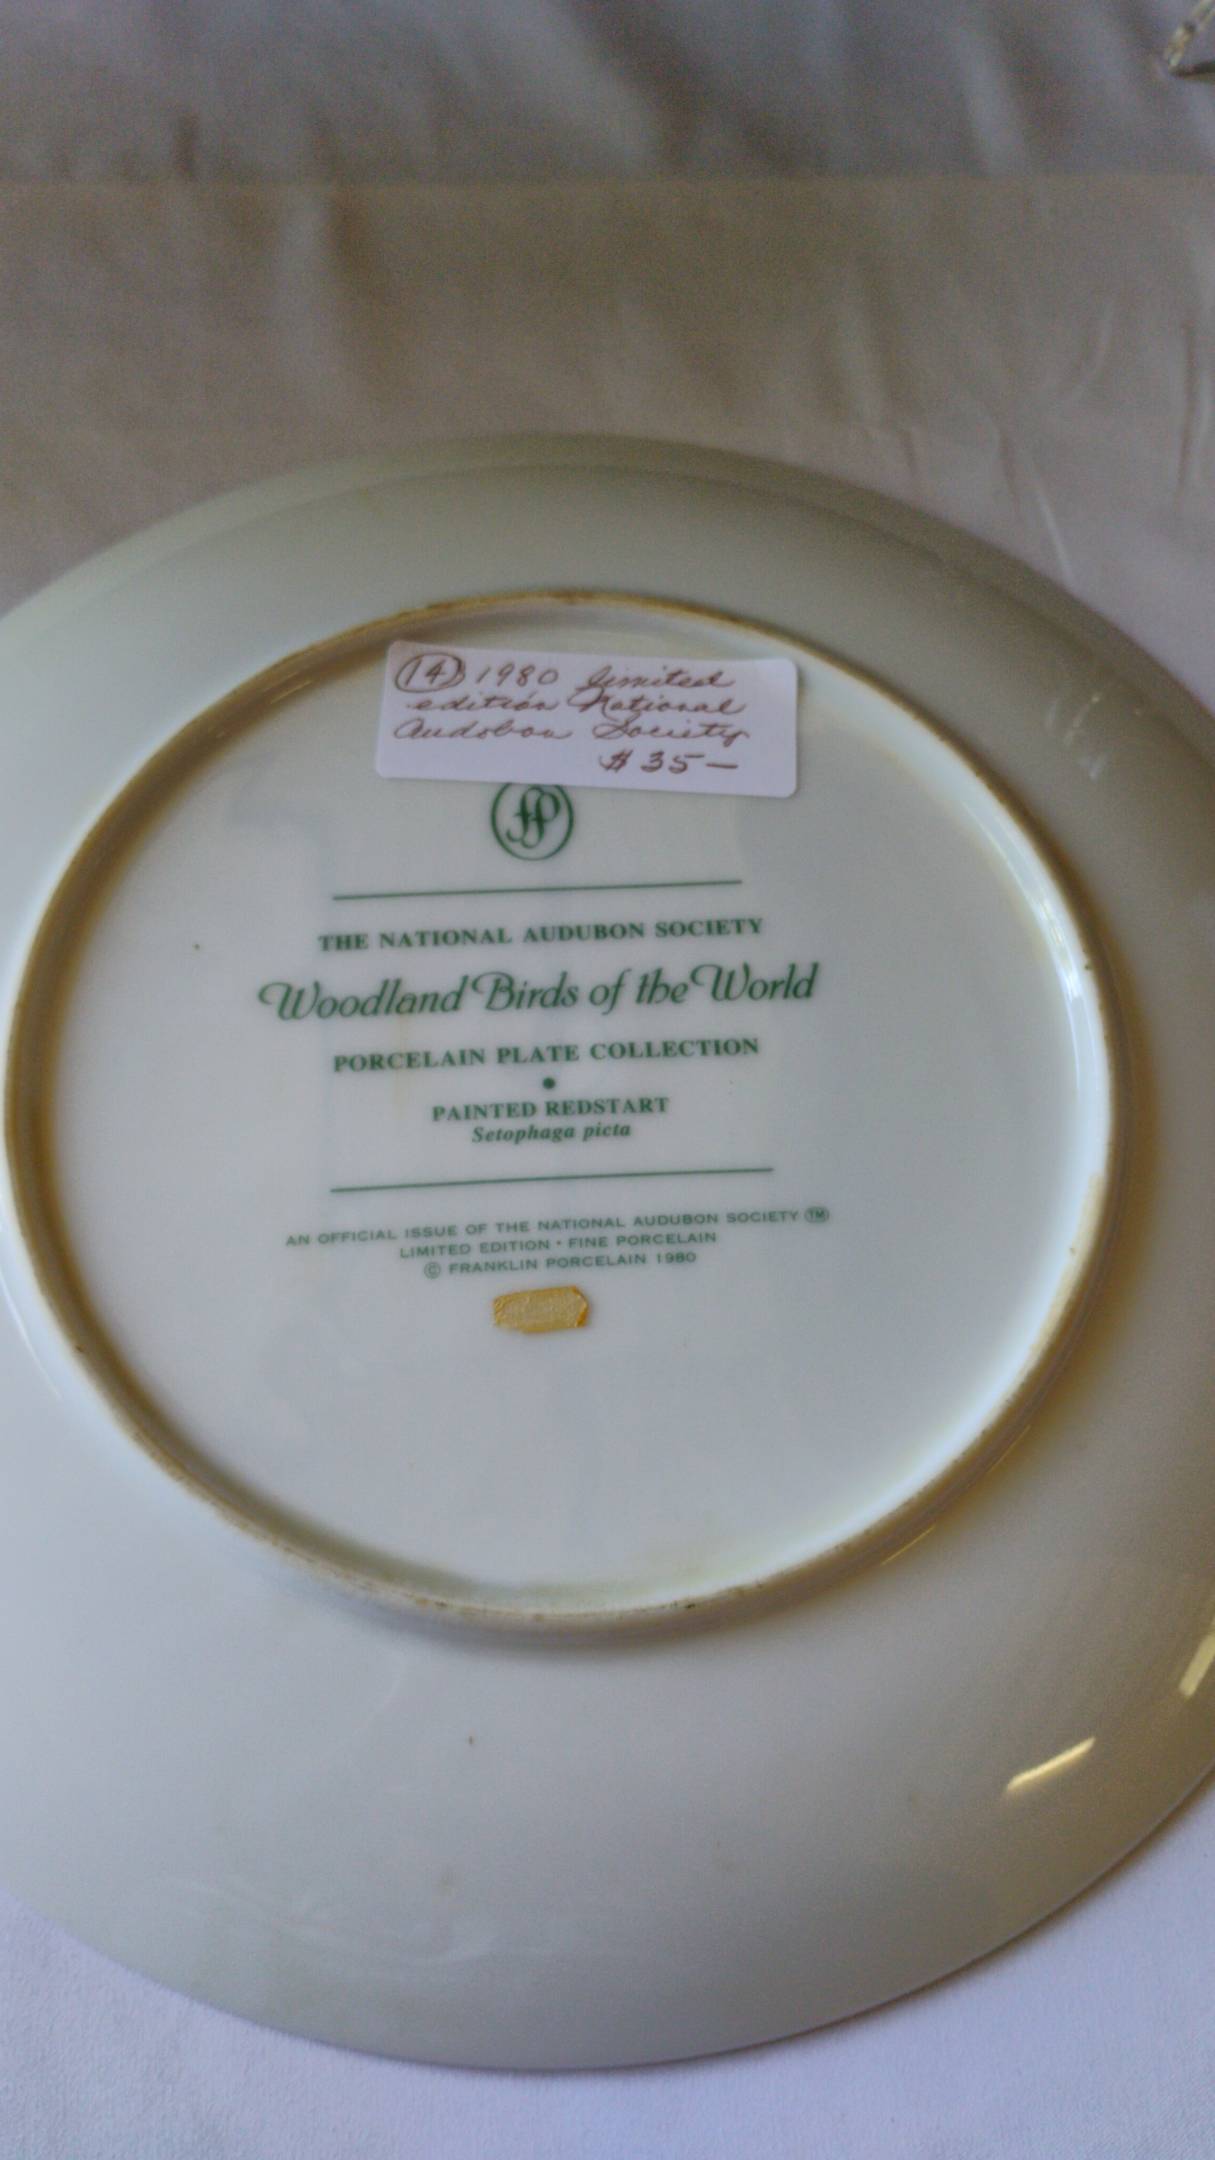 14 1980 limited
edition National
Audobon Society
$35—
FP
THE NATIONAL AUDUBON SOCIETY
Woodland Birds of the World
PORCELAIN PLATE COLLECTION
•
PAINTED REDSTART
Setophaga picta
AN OFFICIAL ISSUE OF THE NATIONAL AUDUBON SOCIETY TM
LIMITED EDITION • FINE PORCELAIN
© FRANKLIN PORCELAIN 1980